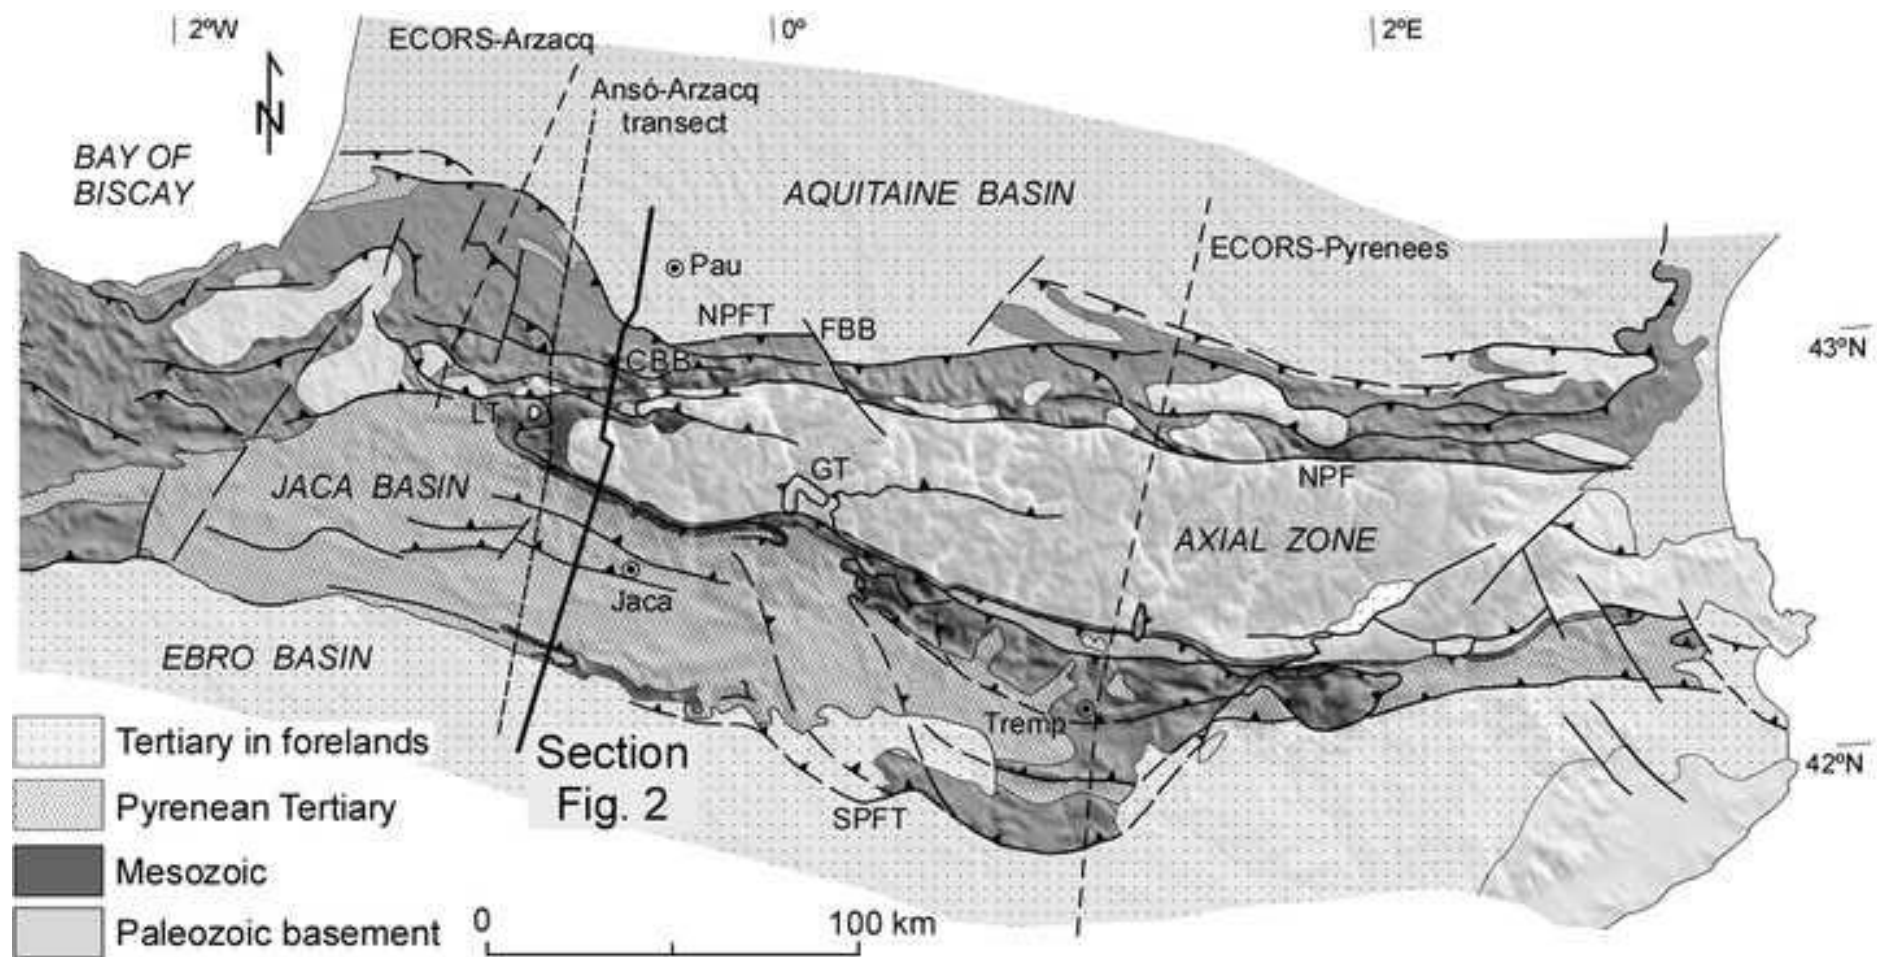 2ºW
0º
2ºE
ECORS-Arzacq
N
Ansó-Arzacq
transect
BAY OF
BISCAY
AQUITAINE BASIN
ECORS-Pyrenees
Pau
NPFT
FBB
43ºN
CBB
LT
D
GT
NPF
JACA BASIN
AXIAL ZONE
Jaca
EBRO BASIN
Tremp
Section
Fig. 2
42ºN
SPFT
Tertiary in forelands
Pyrenean Tertiary
Mesozoic
Paleozoic basement
0
100 km